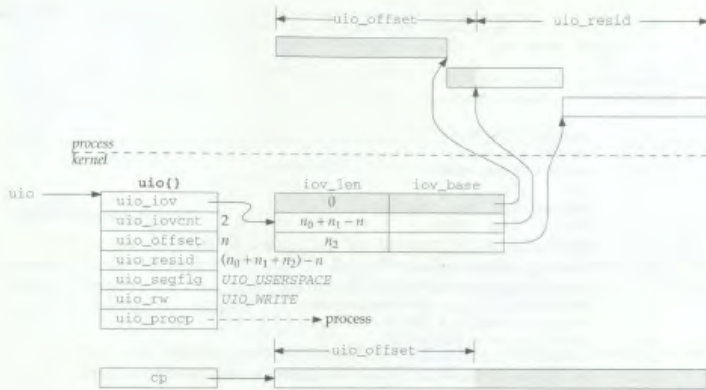 uio_offset uio_resid
process
kernel
uio{}
iov_len iov_base
uio
uio_iov
0
uio_iovcnt 2
n₀ + n₁ − n
uio_offset n
n₂
uio_resid (n₀ + n₁ + n₂) − n
uio_segflg UIO_USERSPACE
uio_rw UIO_WRITE
uio_procp process
uio_offset
cp